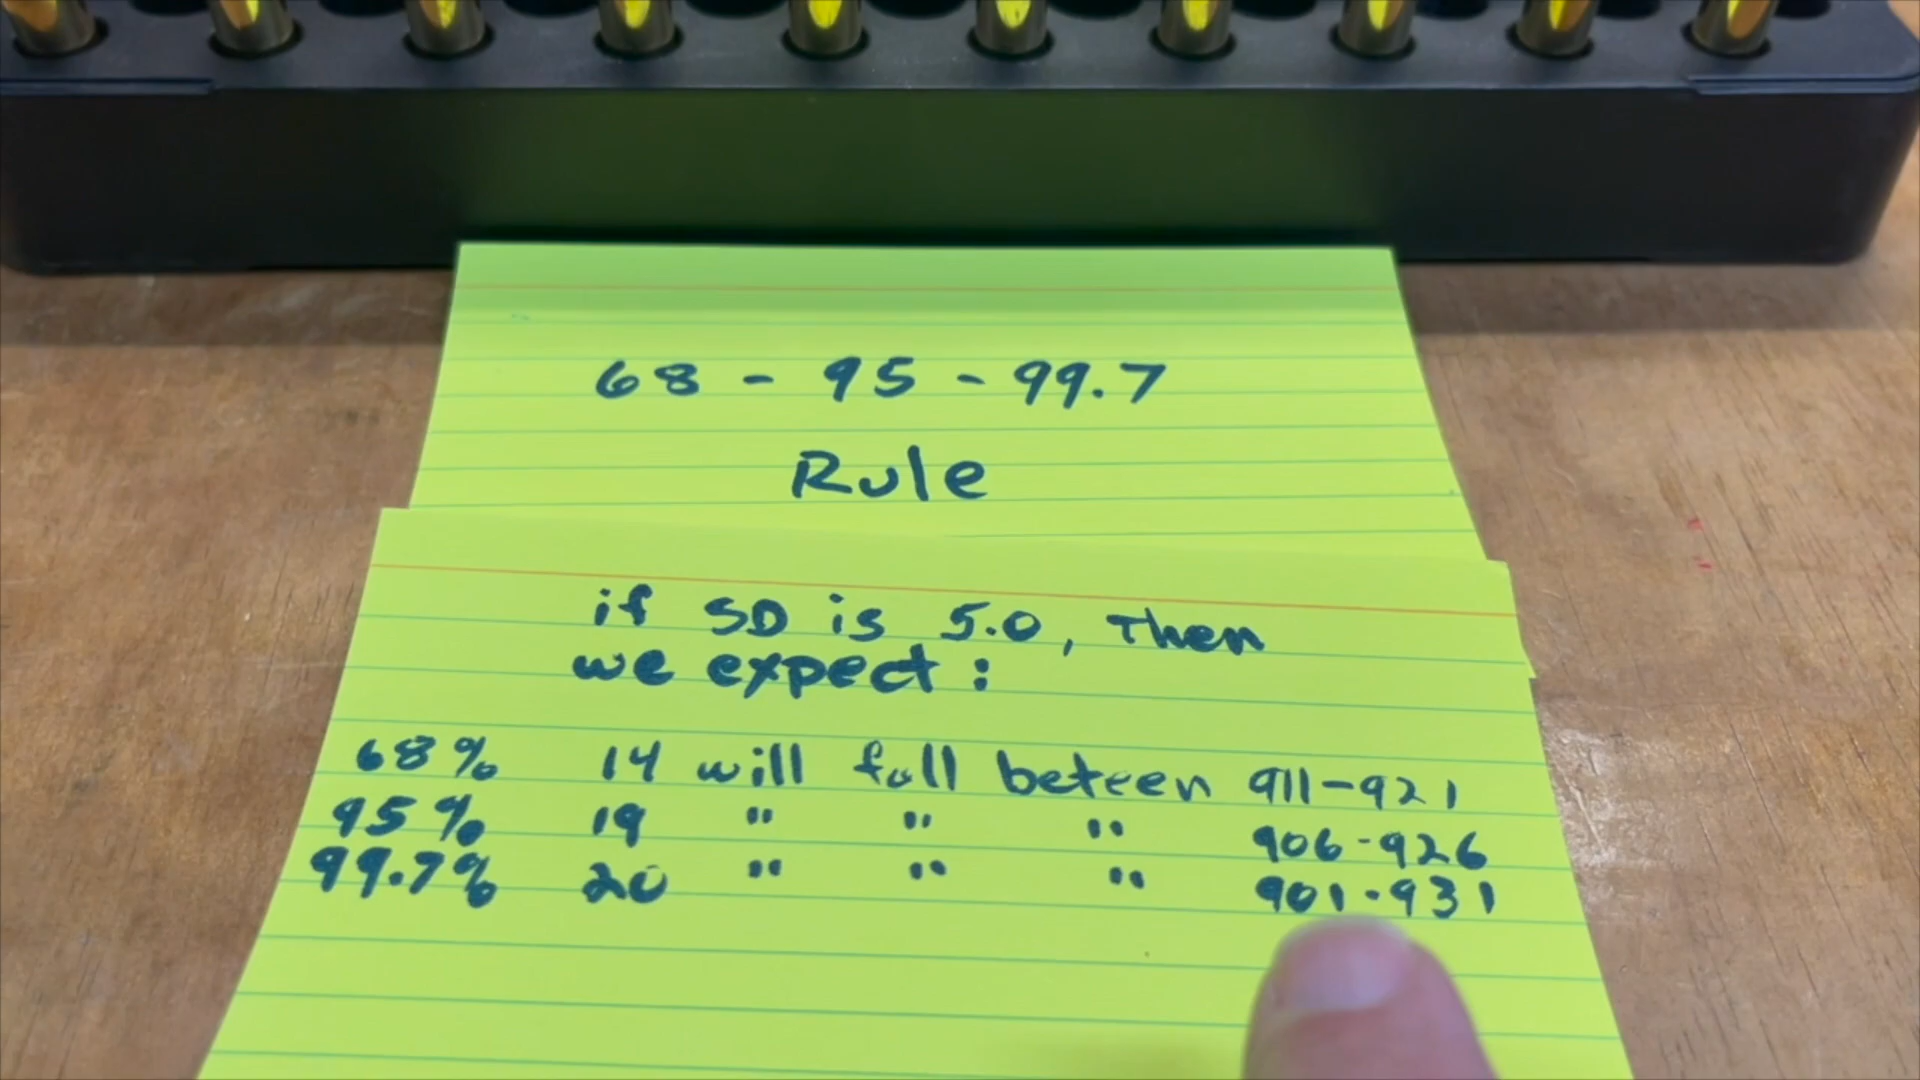 68 - 95 - 99.7
Rule
if SD is 5.0, Then
we expect :
68% 14 will fall beteen 911-921
95% 19 " " " 906-926
99.7% 20 " " " 901-931